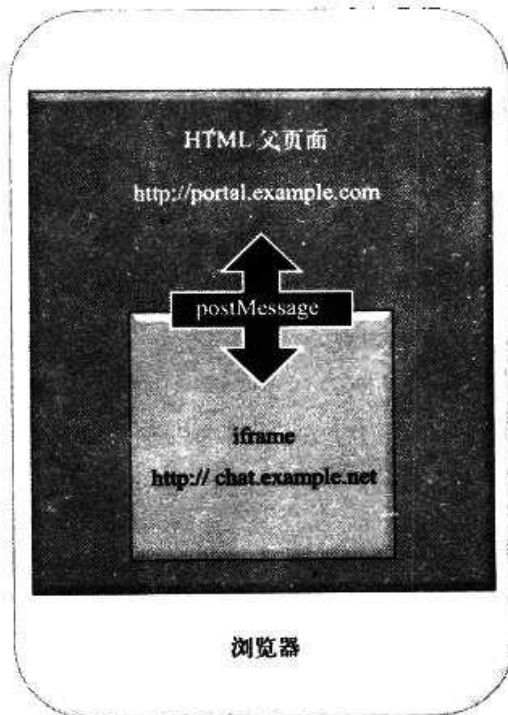 HTML 父页面
http://portal.example.com
postMessage
iframe
http:// chat.example.net
浏览器